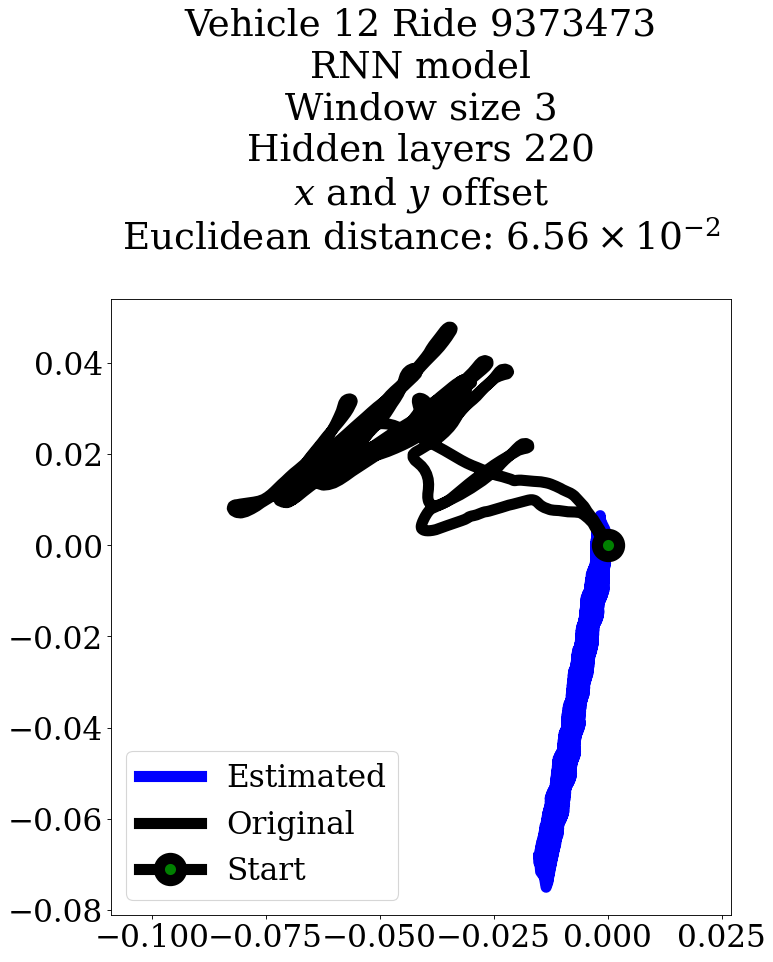 Vehicle 12 Ride 9373473
RNN model
Window size 3
Hidden layers 220
x and y offset
Euclidean distance: 6.56 × 10⁻²
0.04
0.02
0.00
−0.02
−0.04
−0.06
−0.08
Estimated
Original
Start
−0.100 −0.075 −0.050 −0.025 0.000 0.025